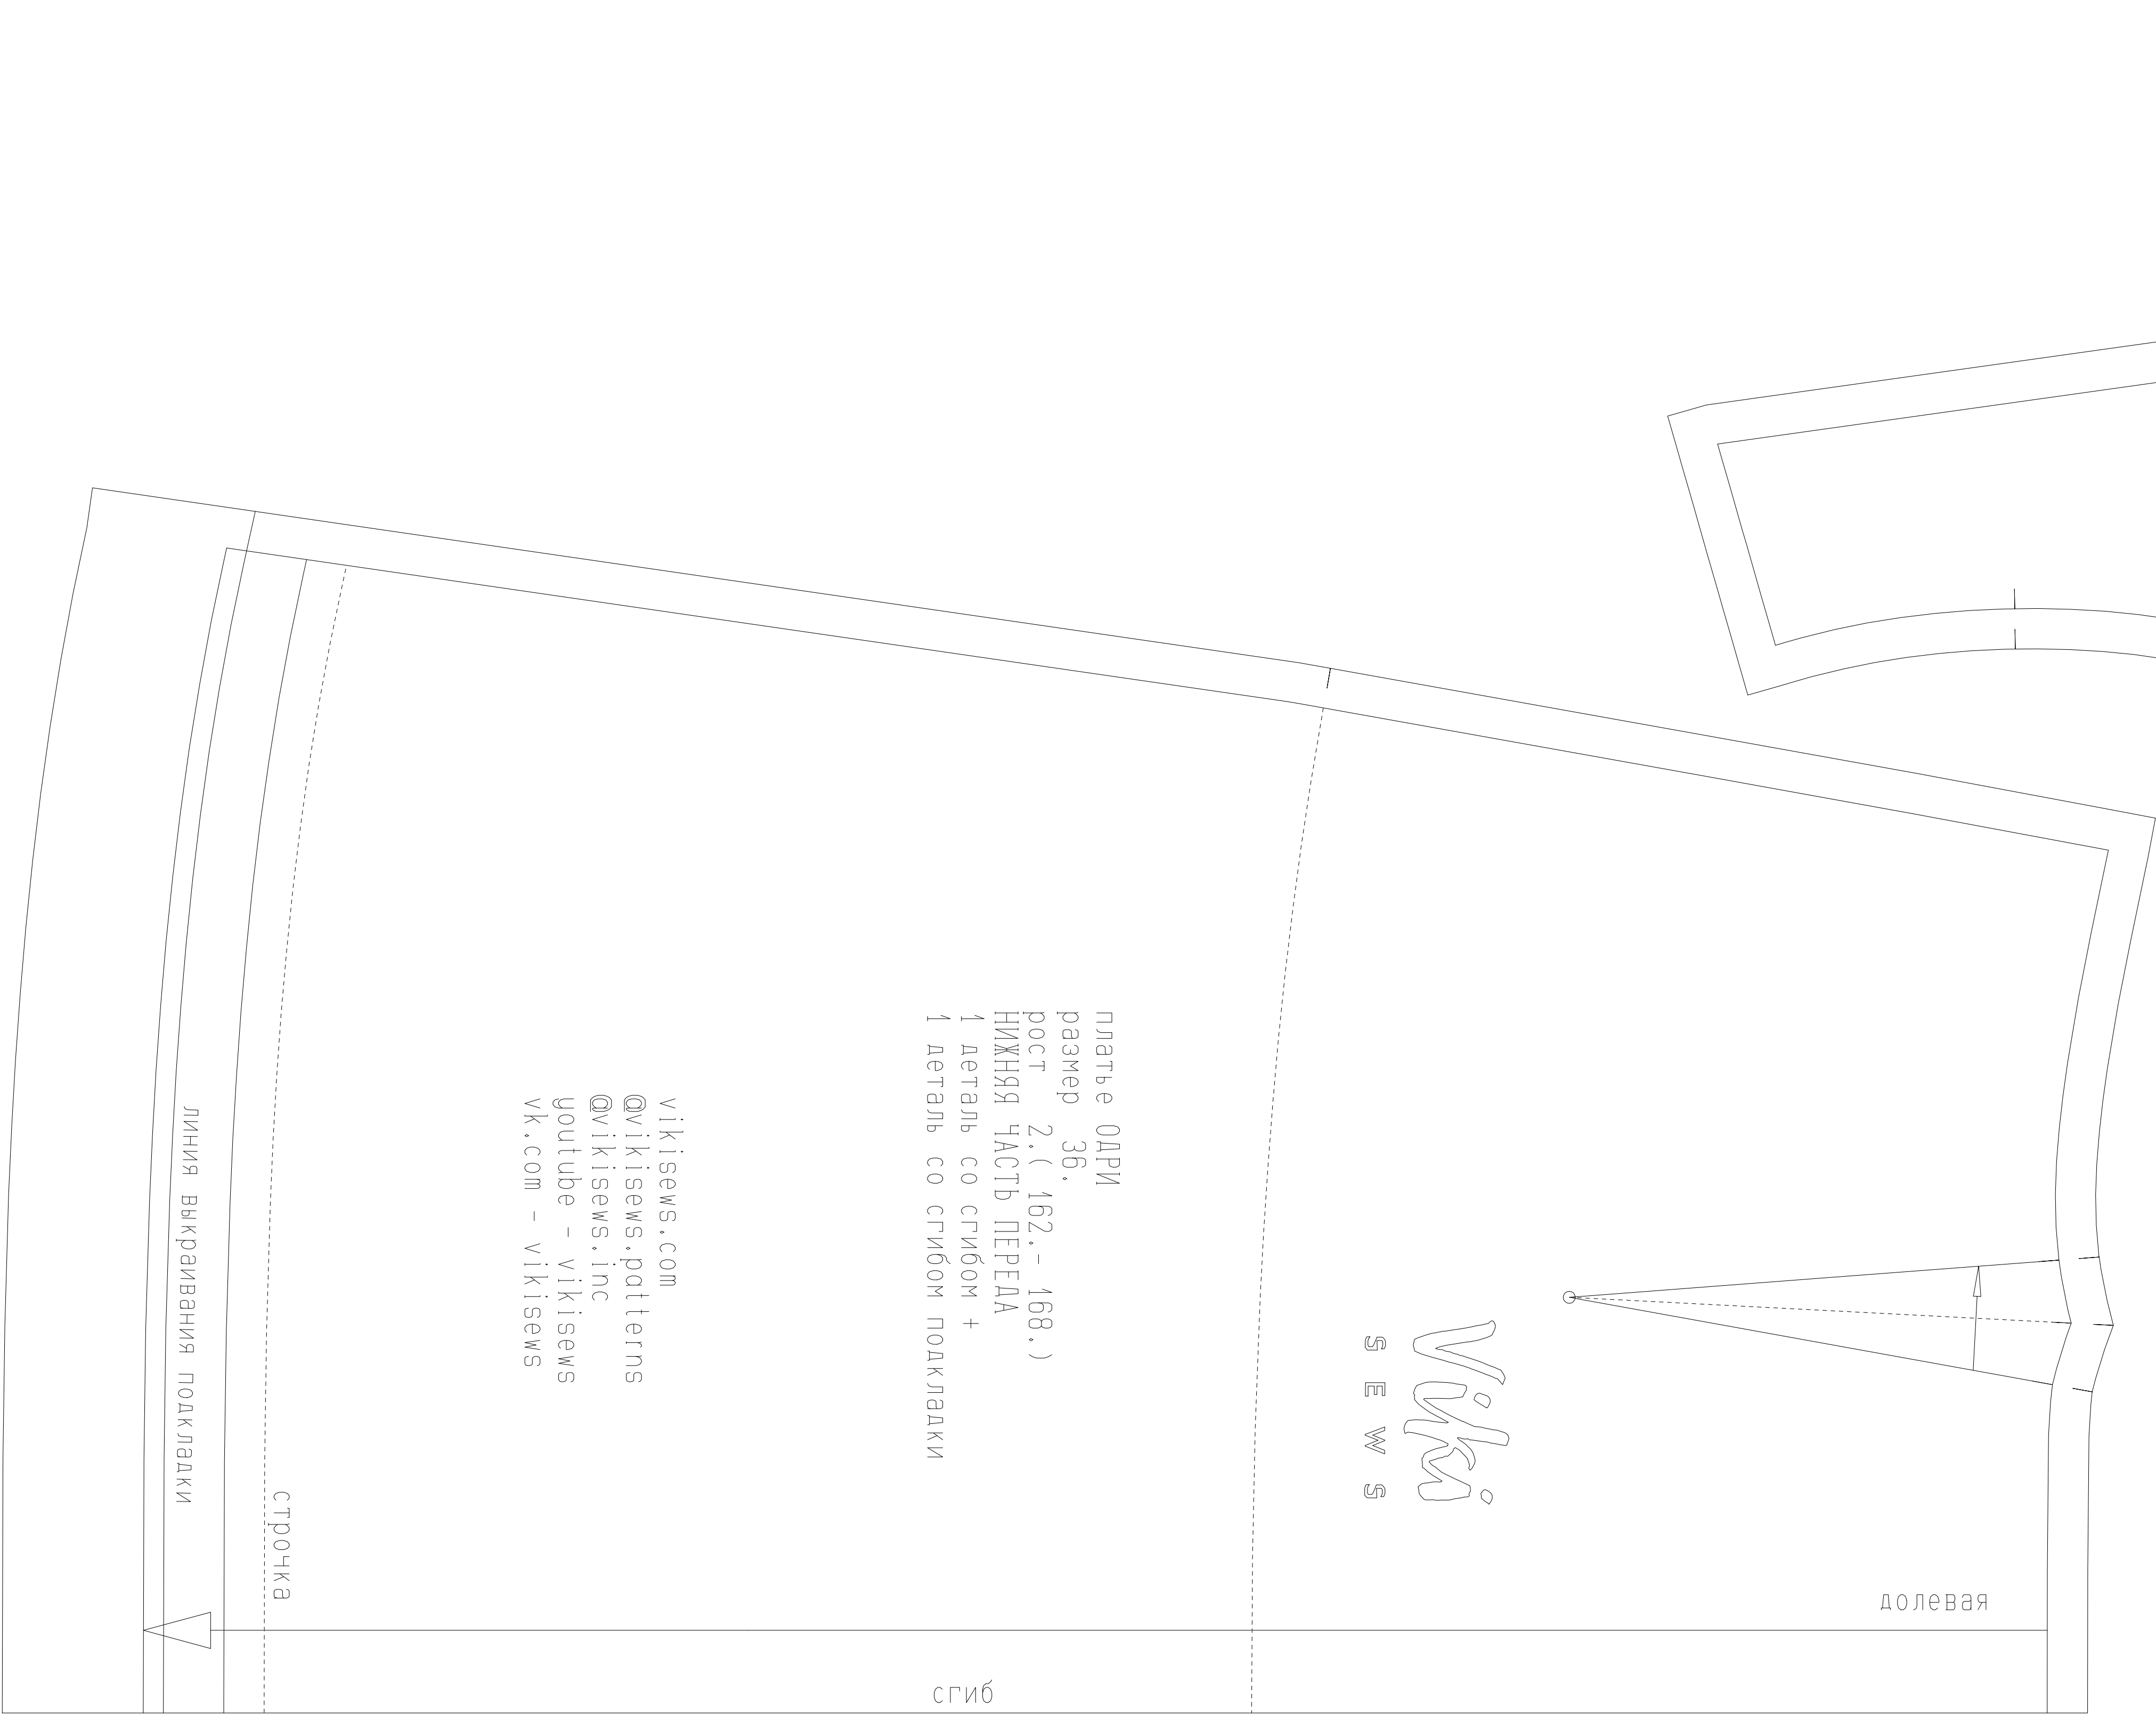 платье ОДРИ
размер 36.
рост 2.( 162.- 168.)
НИЖНЯЯ ЧАСТЬ ПЕРЕДА
1 деталь со сгибом +
1 деталь со сгибом подкладки
vikisews.com
@vikisews.patterns
@vikisews.inc
youtube - vikisews
vk.com - vikisews
Viki
SEWS
линия выкраивания подкладки
строчка
долевая
сгиб